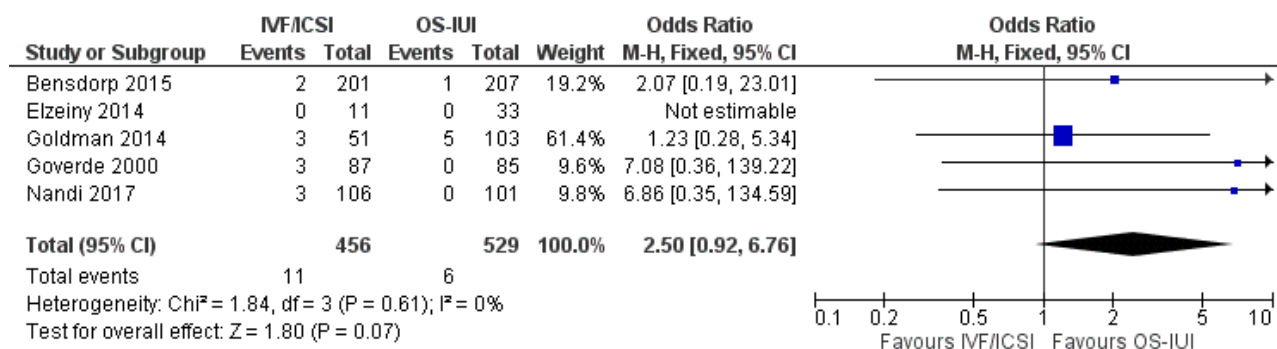 IVF/ICSI OS-IUI Odds Ratio Odds Ratio
Study or Subgroup Events Total Events Total Weight M-H, Fixed, 95% CI M-H, Fixed, 95% CI
Bensdorp 2015 2 201 1 207 19.2% 2.07 [0.19, 23.01]
Elzeiny 2014 0 11 0 33 Not estimable
Goldman 2014 3 51 5 103 61.4% 1.23 [0.28, 5.34]
Goverde 2000 3 87 0 85 9.6% 7.08 [0.36, 139.22]
Nandi 2017 3 106 0 101 9.8% 6.86 [0.35, 134.59]
Total (95% CI) 456 529 100.0% 2.50 [0.92, 6.76]
Total events 11 6
Heterogeneity: Chi² = 1.84, df = 3 (P = 0.61); I² = 0%
Test for overall effect: Z = 1.80 (P = 0.07)
0.1 0.2 0.5 1 2 5 10
Favours IVF/ICSI Favours OS-IUI